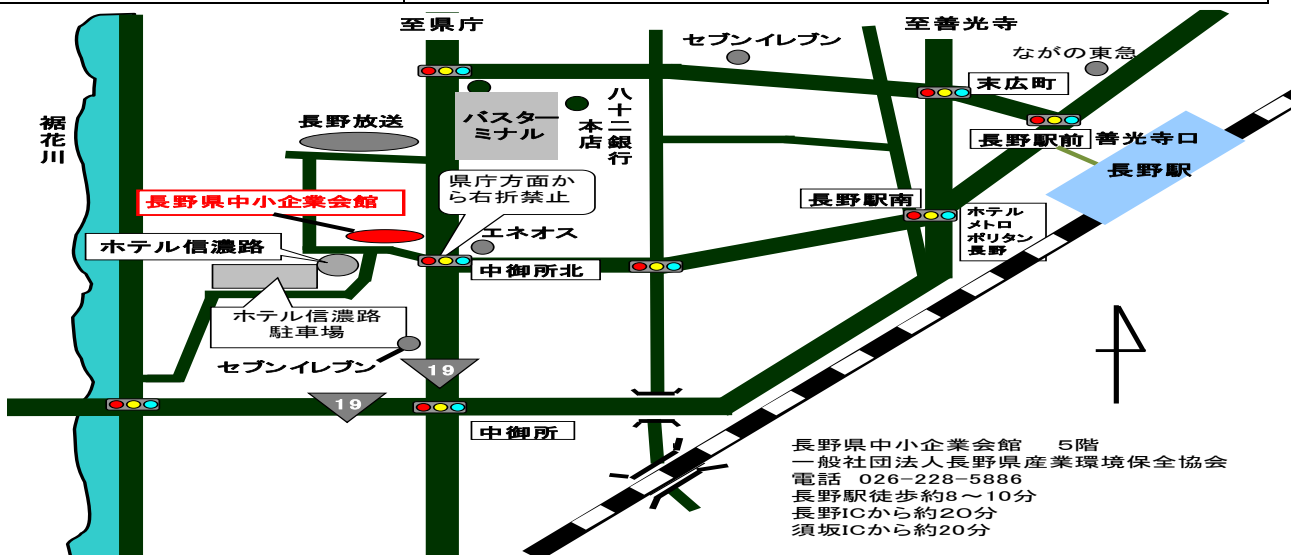 至県庁
至善光寺
セブンイレブン
ながの東急
末広町
八十二銀行
本店
バスターミナル
長野放送
裾花川
長野駅前
善光寺口
長野駅
県庁方面か
ら右折禁止
長野県中小企業会館
長野駅南
ホテル
メトロ
ポリタン
長野
エネオス
ホテル信濃路
中御所北
ホテル信濃路
駐車場
セブンイレブン
19
19
中御所
長野県中小企業会館 5階
一般社団法人長野県産業環境保全協会
電話 026-228-5886
長野駅徒歩約8～10分
長野ICから約20分
須坂ICから約20分